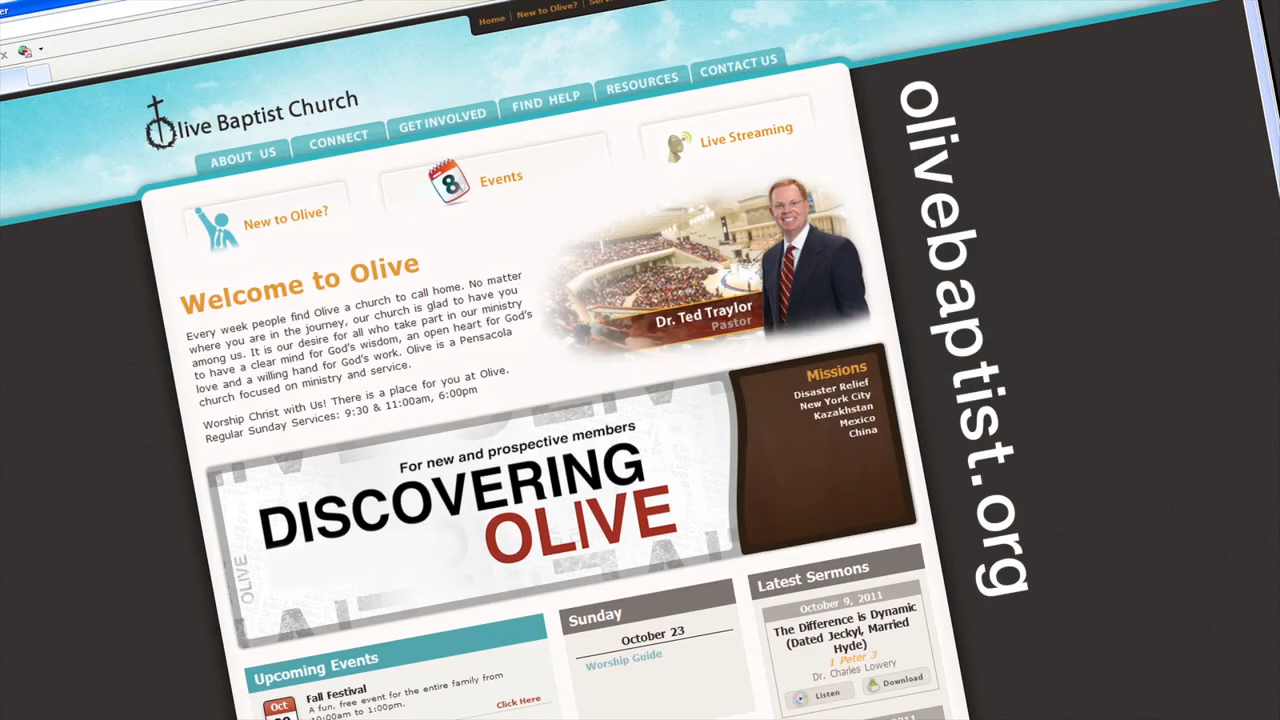 Home | New to Olive?
Olive Baptist Church
ABOUT US
CONNECT
GET INVOLVED
FIND HELP
RESOURCES
CONTACT US
New to Olive?
8
Events
Live Streaming
Welcome to Olive
Every week people find Olive a church to call home. No matter
where you are in the journey, our church is glad to have you
among us. It is our desire for all who take part in our ministry
to have a clear mind for God's wisdom, an open heart for God's
love and a willing hand for God's work. Olive is a Pensacola
church focused on ministry and service.
Worship Christ with Us! There is a place for you at Olive.
Regular Sunday Services: 9:30 & 11:00am, 6:00pm
Dr. Ted Traylor
Pastor
For new and prospective members
DISCOVERING
OLIVE
OLIVE
Missions
Disaster Relief
New York City
Kazakhstan
Mexico
China
Upcoming Events
Oct
Fall Festival
A fun, free event for the entire family from
10:00am to 1:00pm.
Click Here
Sunday
October 23
Worship Guide
Latest Sermons
October 9, 2011
The Difference is Dynamic
(Dated Jeckyl, Married
Hyde)
1 Peter 3
Dr. Charles Lowery
Listen
Download
olivebaptist.org